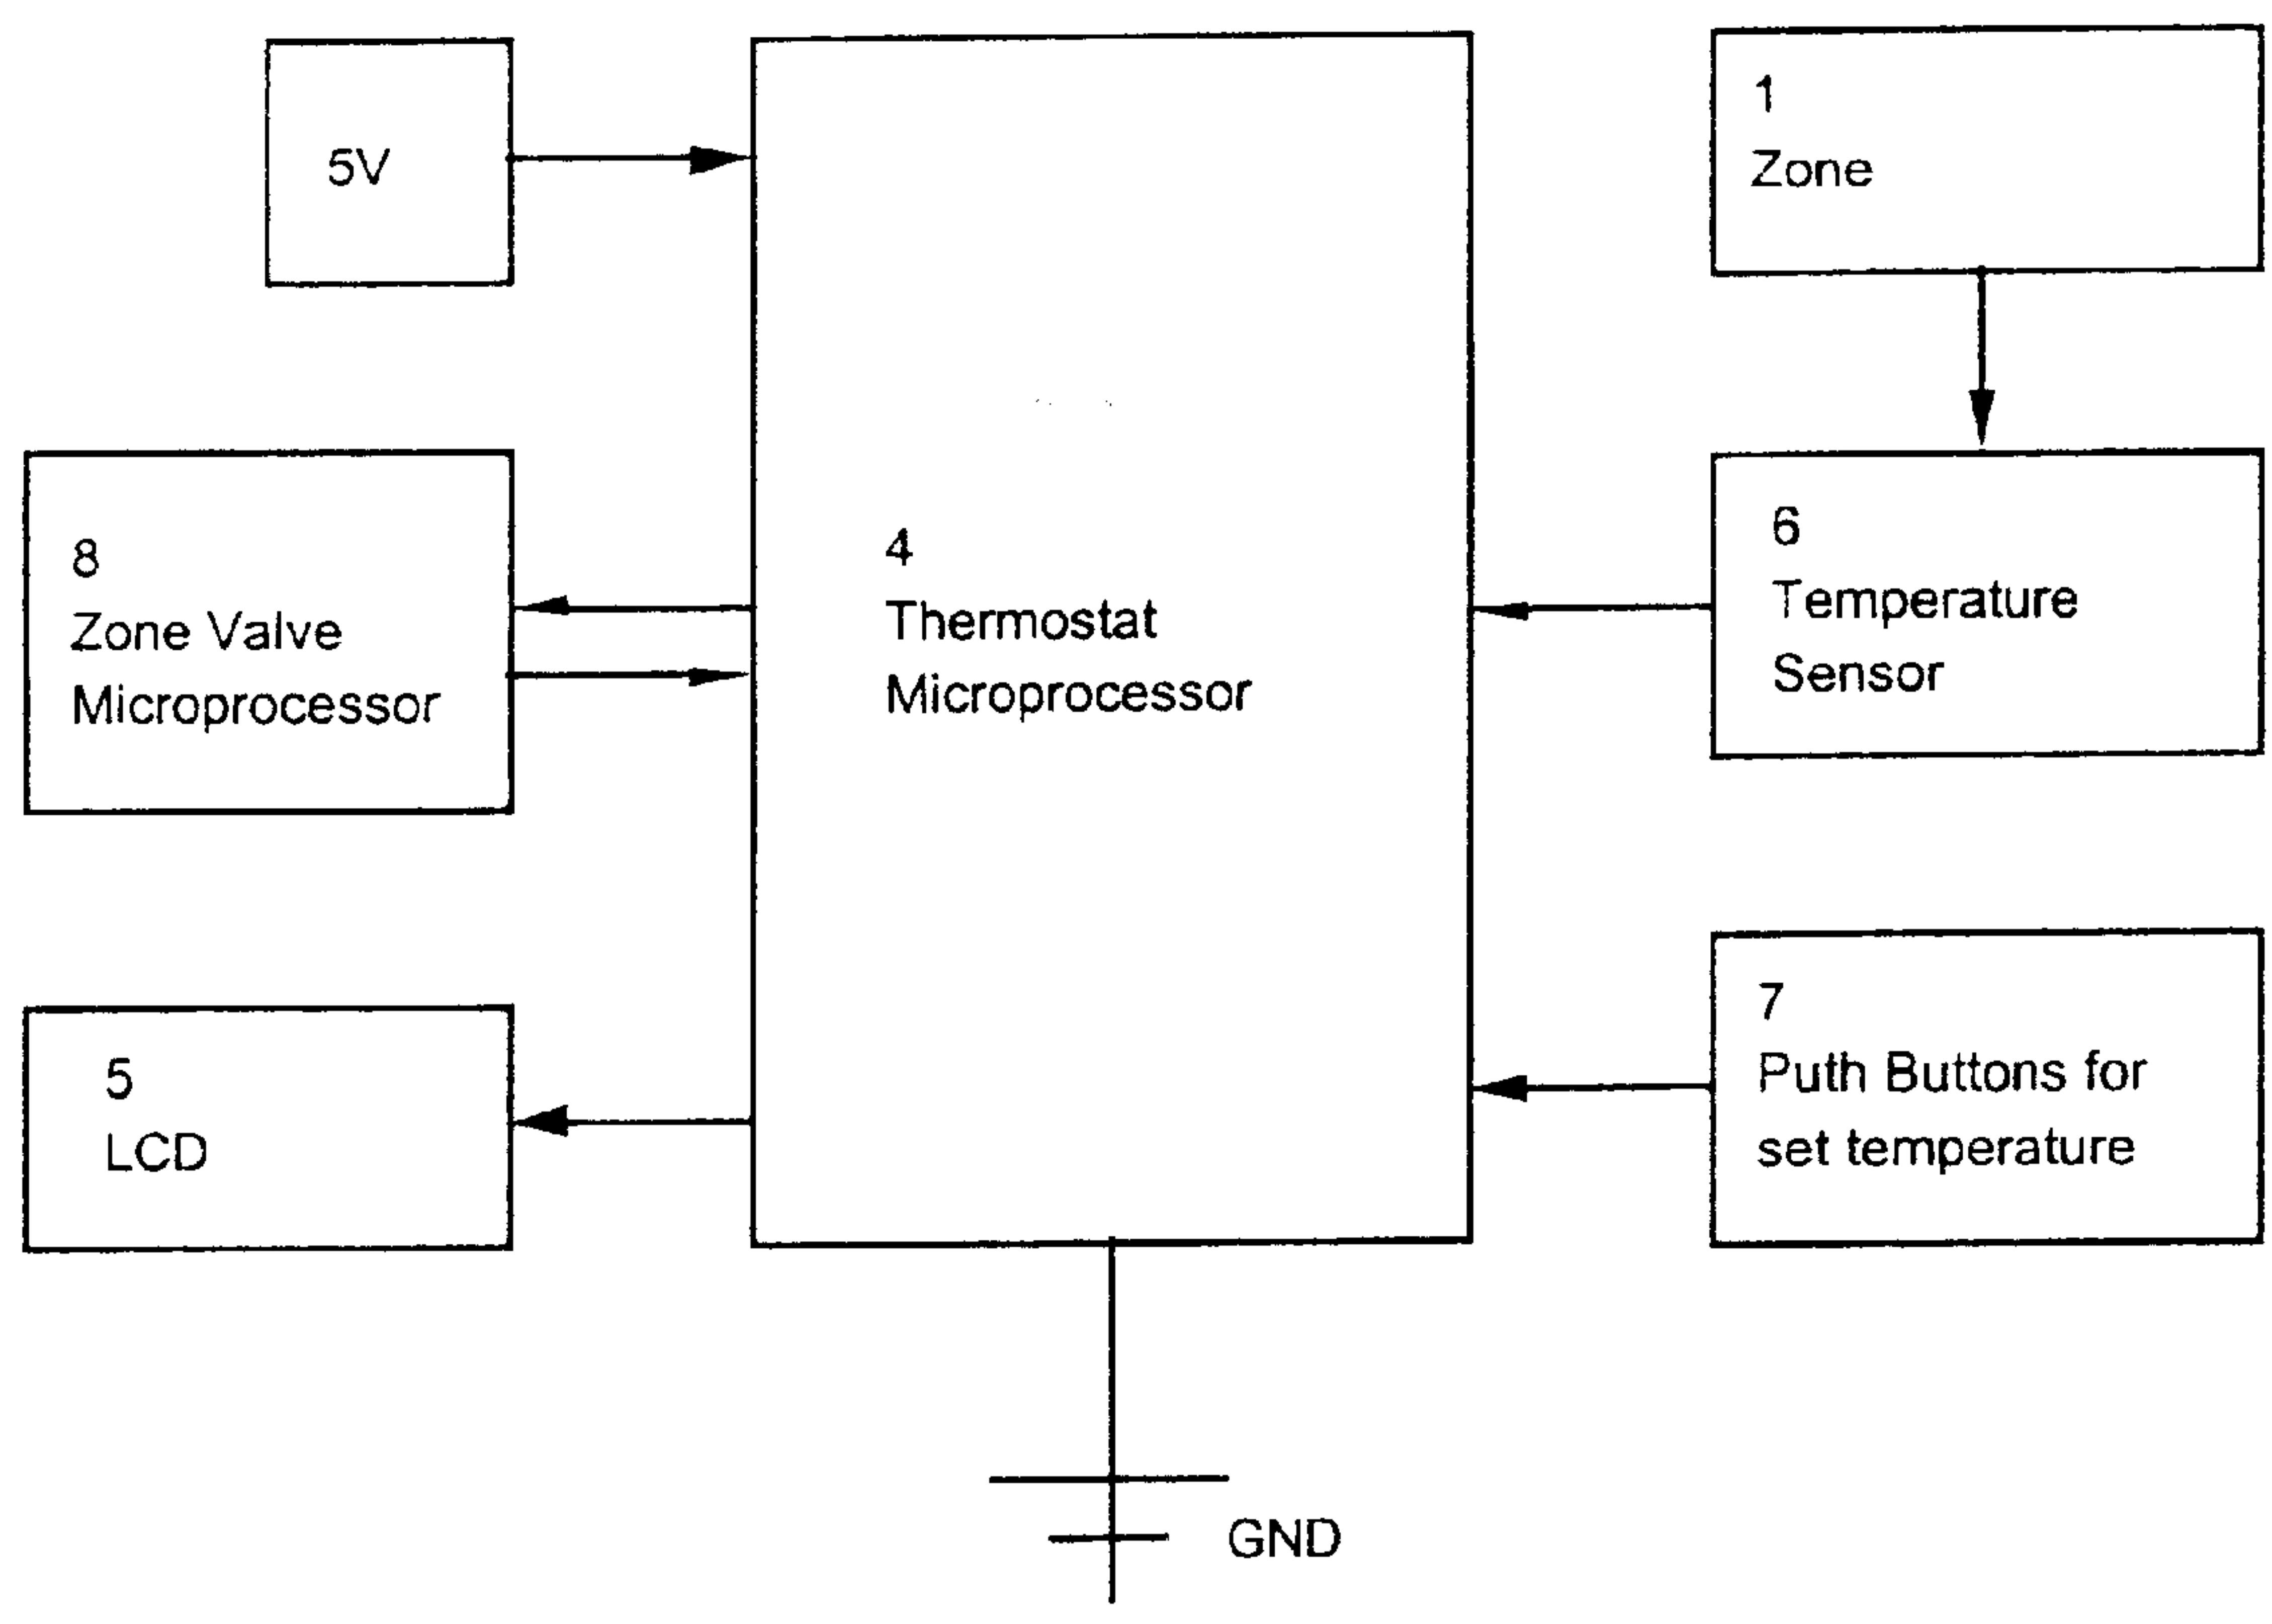 5V
1
Zone
8
Zone Valve
Microprocessor
4
Thermostat
Microprocessor
6
Temperature
Sensor
5
LCD
7
Puth Buttons for
set temperature
GND